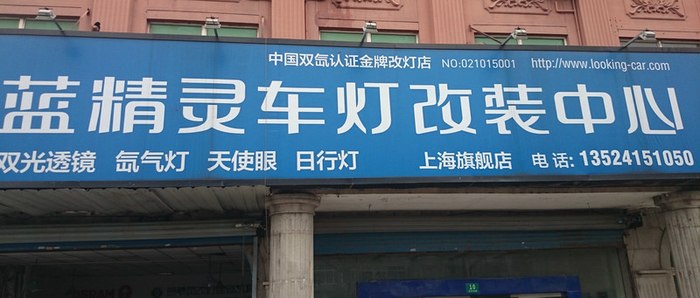 中国双氙认证金牌改灯店 NO:021015001 http://www.looking-car.com
蓝精灵车灯改装中心
双光透镜 氙气灯 天使眼 日行灯 上海旗舰店 电话: 13524151050